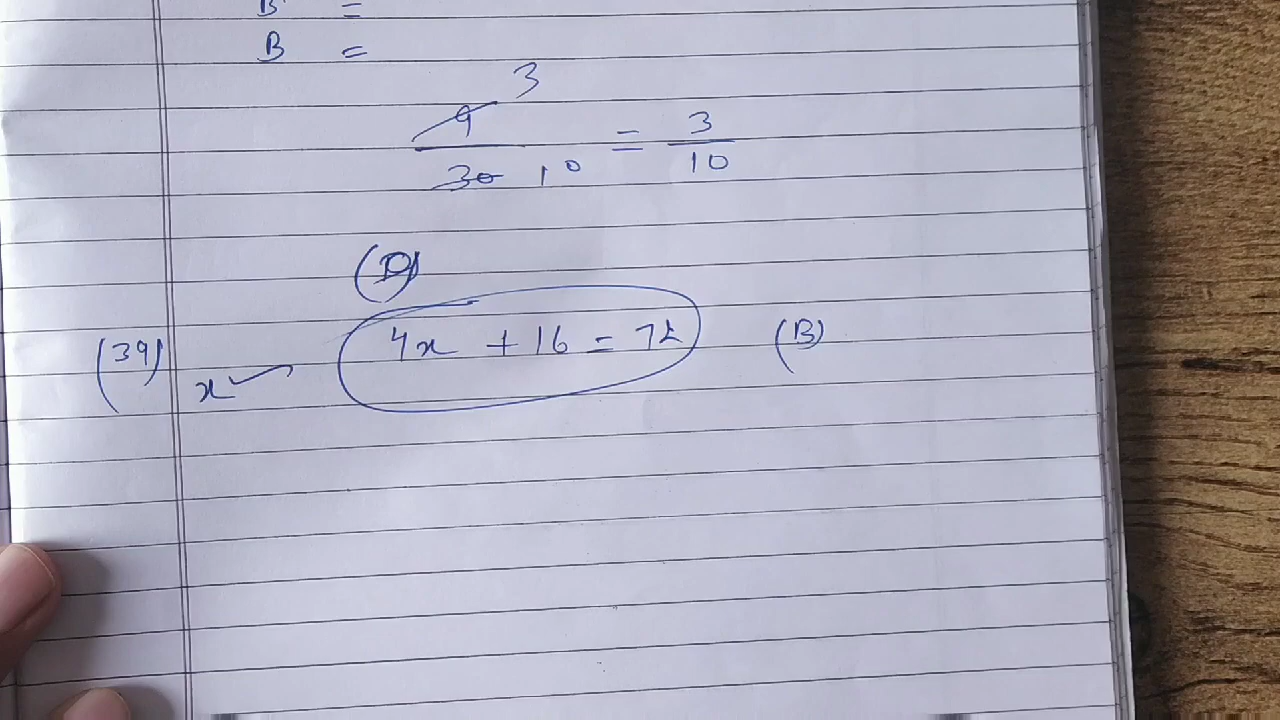 B =
B =
9 3
30 10 = 3/10
(D)
(39) x 4x + 16 = 72 (B)